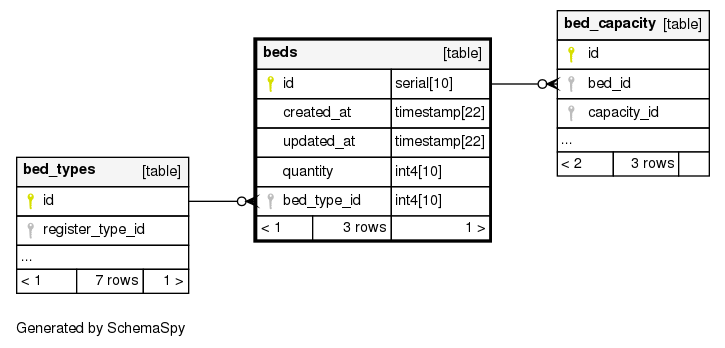 bed_capacity [table]
id
bed_id
capacity_id
...
< 2 3 rows
beds [table]
id serial[10]
created_at timestamp[22]
updated_at timestamp[22]
quantity int4[10]
bed_type_id int4[10]
< 1 3 rows 1 >
bed_types [table]
id
register_type_id
...
< 1 7 rows 1 >
Generated by SchemaSpy